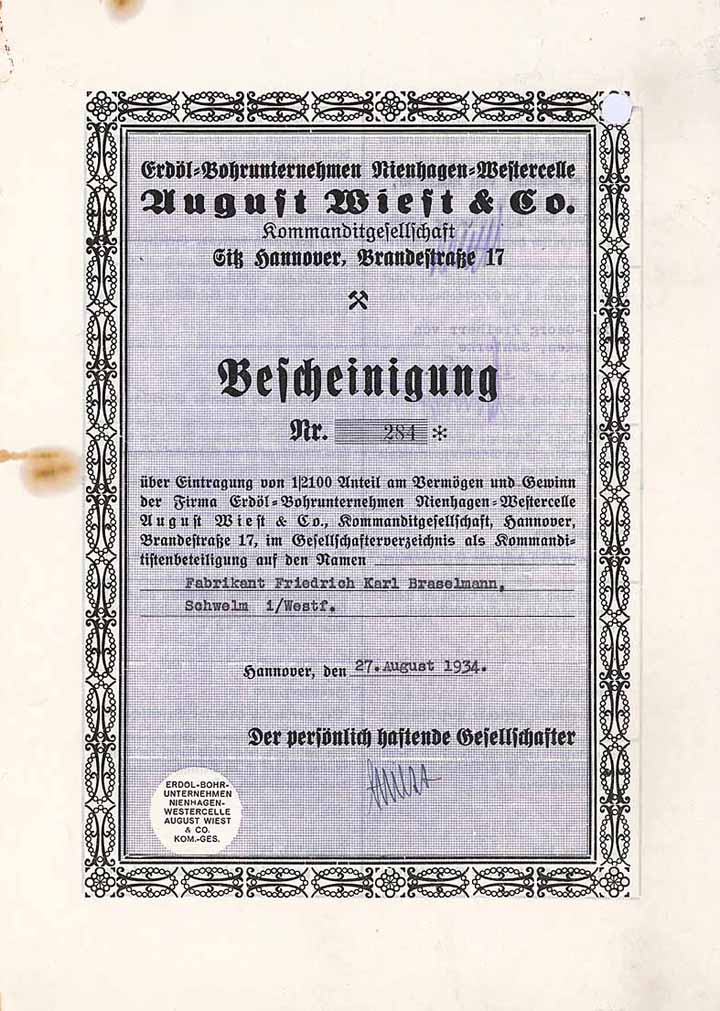 Erdöl-Bohrunternehmen Nienhagen-Westercelle
August Wiest & Co.
Kommanditgesellschaft
Sitz Hannover, Brandestraße 17
Bescheinigung
Nr. 284 *
über Eintragung von 1/2100 Anteil am Vermögen und Gewinn
der Firma Erdöl-Bohrunternehmen Nienhagen-Westercelle
August Wiest & Co., Kommanditgesellschaft, Hannover,
Brandestraße 17, im Gesellschafterverzeichnis als Kommandi-
tistenbeteiligung auf den Namen
Fabrikant Friedrich Karl Braselmann,
Schwelm i/Westf.
Hannover, den 27. August 1934.
Der persönlich haftende Gesellschafter
ERDÖL-BOHR-
UNTERNEHMEN
NIENHAGEN-
WESTERCELLE
AUGUST WIEST
& CO.
KOM.-GES.